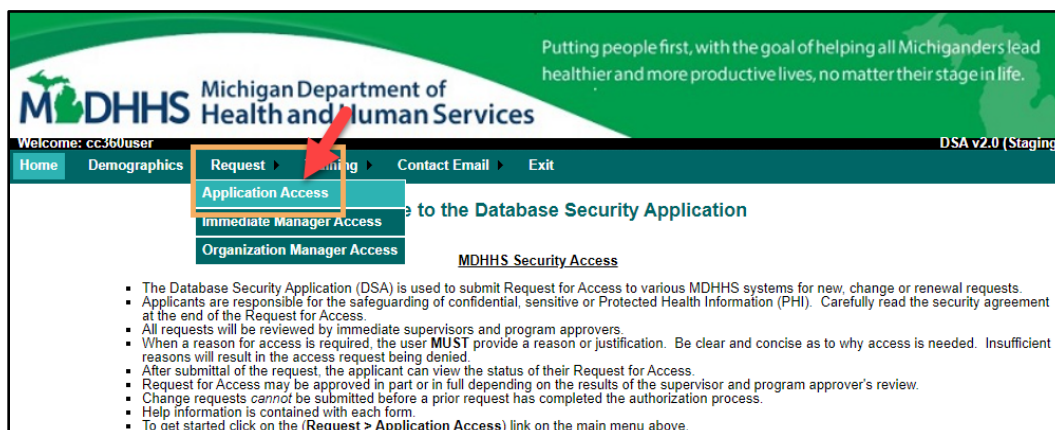 Putting people first, with the goal of helping all Michiganders lead
healthier and more productive lives, no matter their stage in life.
MDHHS
Michigan Department of
Health and Human Services
Welcome: cc360user
DSA v2.0 (Staging
Home Demographics Request Contact Email Exit
Application Access
Immediate Manager Access
Organization Manager Access
e to the Database Security Application
MDHHS Security Access
▪ The Database Security Application (DSA) is used to submit Request for Access to various MDHHS systems for new, change or renewal requests.
▪ Applicants are responsible for the safeguarding of confidential, sensitive or Protected Health Information (PHI). Carefully read the security agreement
at the end of the Request for Access.
▪ All requests will be reviewed by immediate supervisors and program approvers.
▪ When a reason for access is required, the user MUST provide a reason or justification. Be clear and concise as to why access is needed. Insufficient
reasons will result in the access request being denied.
▪ After submittal of the request, the applicant can view the status of their Request for Access.
▪ Request for Access may be approved in part or in full depending on the results of the supervisor and program approver's review.
▪ Change requests cannot be submitted before a prior request has completed the authorization process.
▪ Help information is contained with each form.
▪ To get started click on the (Request > Application Access) link on the main menu above.